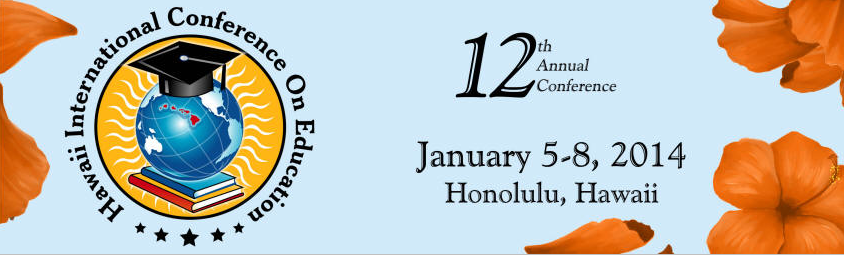 Hawaii International Conference On Education
12th
Annual
Conference
January 5-8, 2014
Honolulu, Hawaii